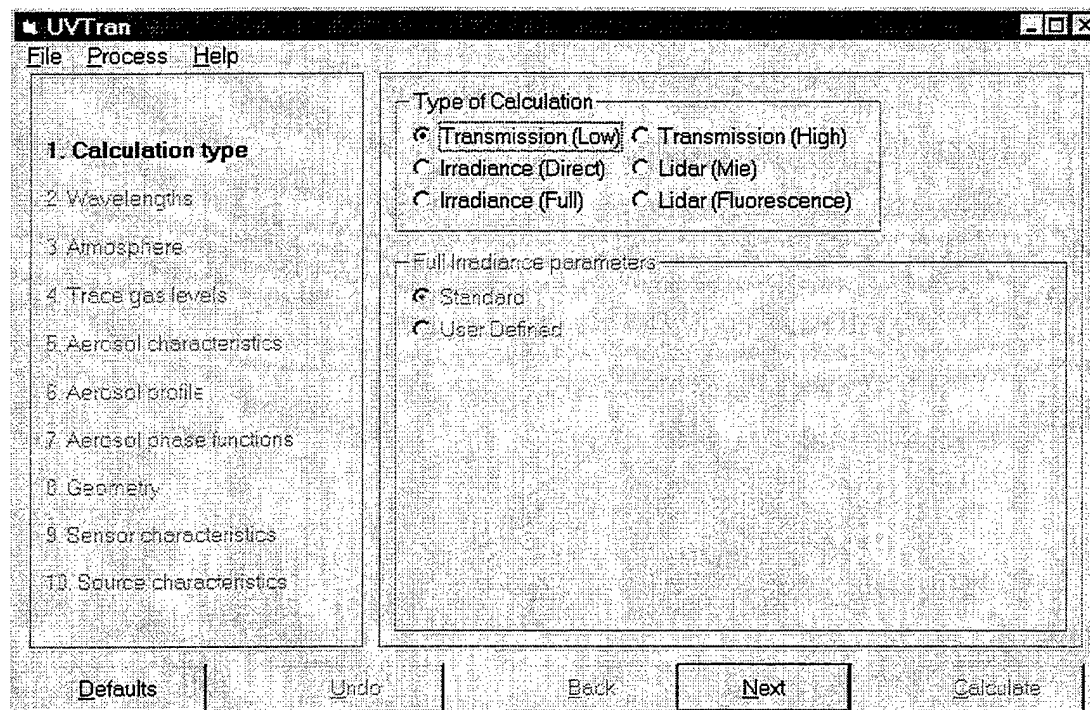 UVTran
File Process Help
1. Calculation type
2. Wavelengths
3. Atmosphere
4. Trace gas levels
5. Aerosol characteristics
6. Aerosol profile
7. Aerosol phase functions
8. Geometry
9. Sensor characteristics
10. Source characteristics
Type of Calculation
Transmission (Low) Transmission (High)
Irradiance (Direct) Lidar (Mie)
Irradiance (Full) Lidar (Fluorescence)
Full Irradiance parameters
Standard
User Defined
Defaults Undo Back Next Calculate